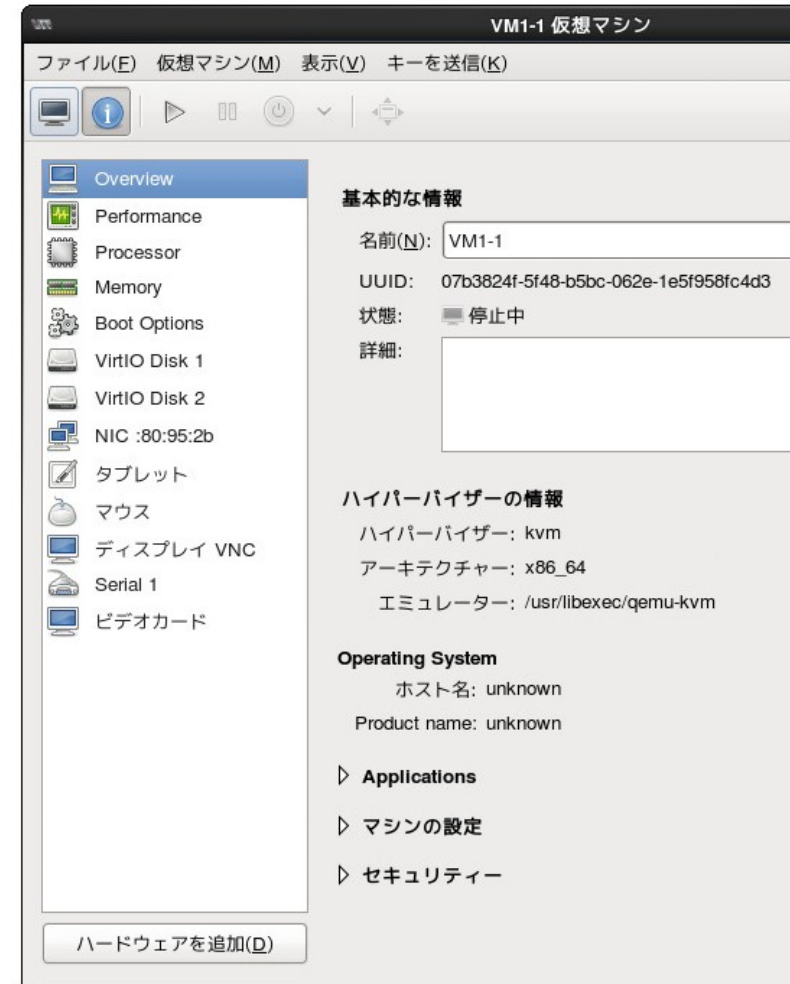 VM1-1 仮想マシン
ファイル(F) 仮想マシン(M) 表示(V) キーを送信(K)
Overview
Performance
Processor
Memory
Boot Options
VirtIO Disk 1
VirtIO Disk 2
NIC :80:95:2b
タブレット
マウス
ディスプレイ VNC
Serial 1
ビデオカード
ハードウェアを追加(D)
基本的な情報
名前(N): VM1-1
UUID: 07b3824f-5f48-b5bc-062e-1e5f958fc4d3
状態: 停止中
詳細:
ハイパーバイザーの情報
ハイパーバイザー: kvm
アーキテクチャー: x86_64
エミュレーター: /usr/libexec/qemu-kvm
Operating System
ホスト名: unknown
Product name: unknown
Applications
マシンの設定
セキュリティー